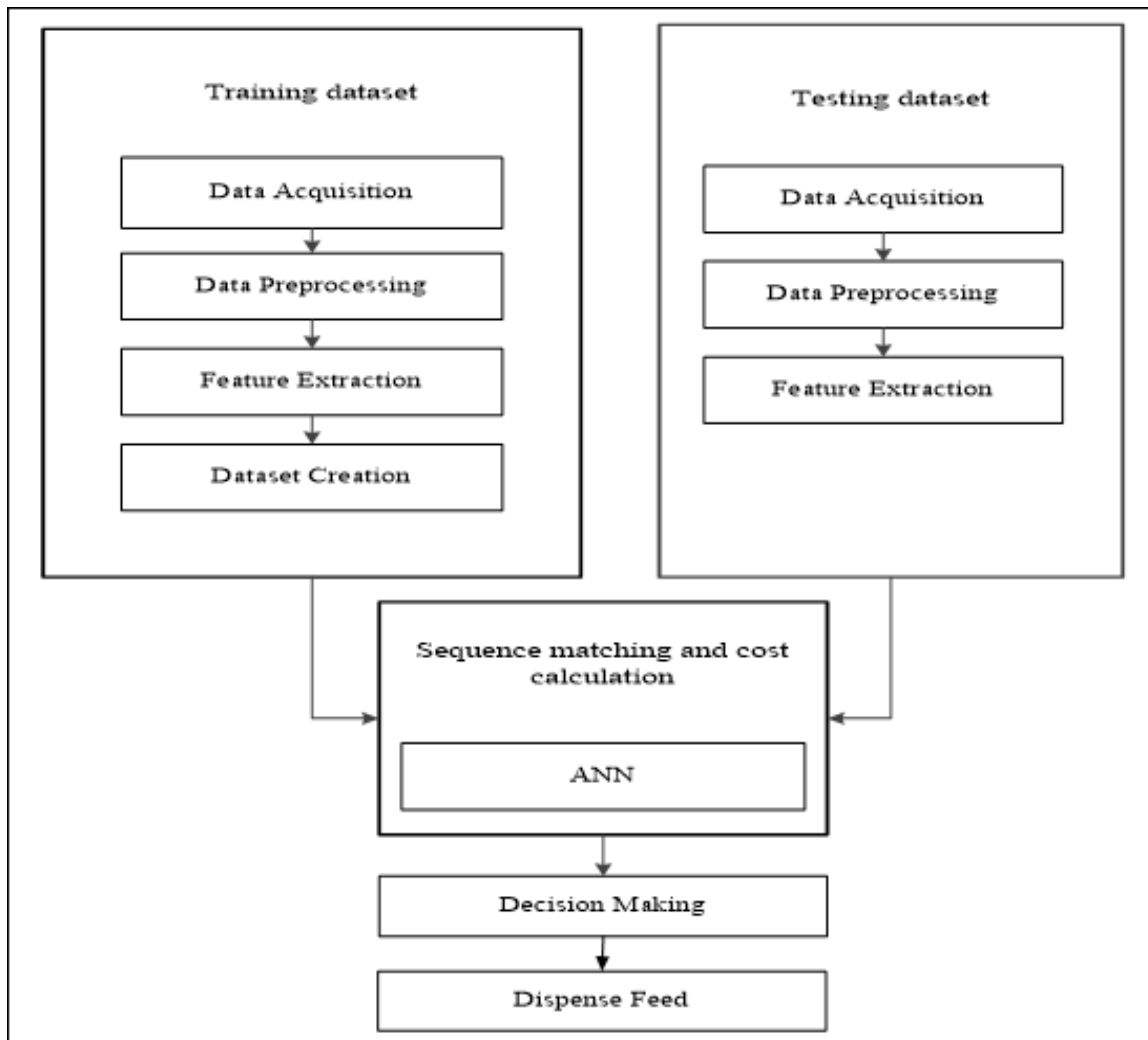 Training dataset
Data Acquisition
Data Preprocessing
Feature Extraction
Dataset Creation
Testing dataset
Data Acquisition
Data Preprocessing
Feature Extraction
Sequence matching and cost
calculation
ANN
Decision Making
Dispense Feed